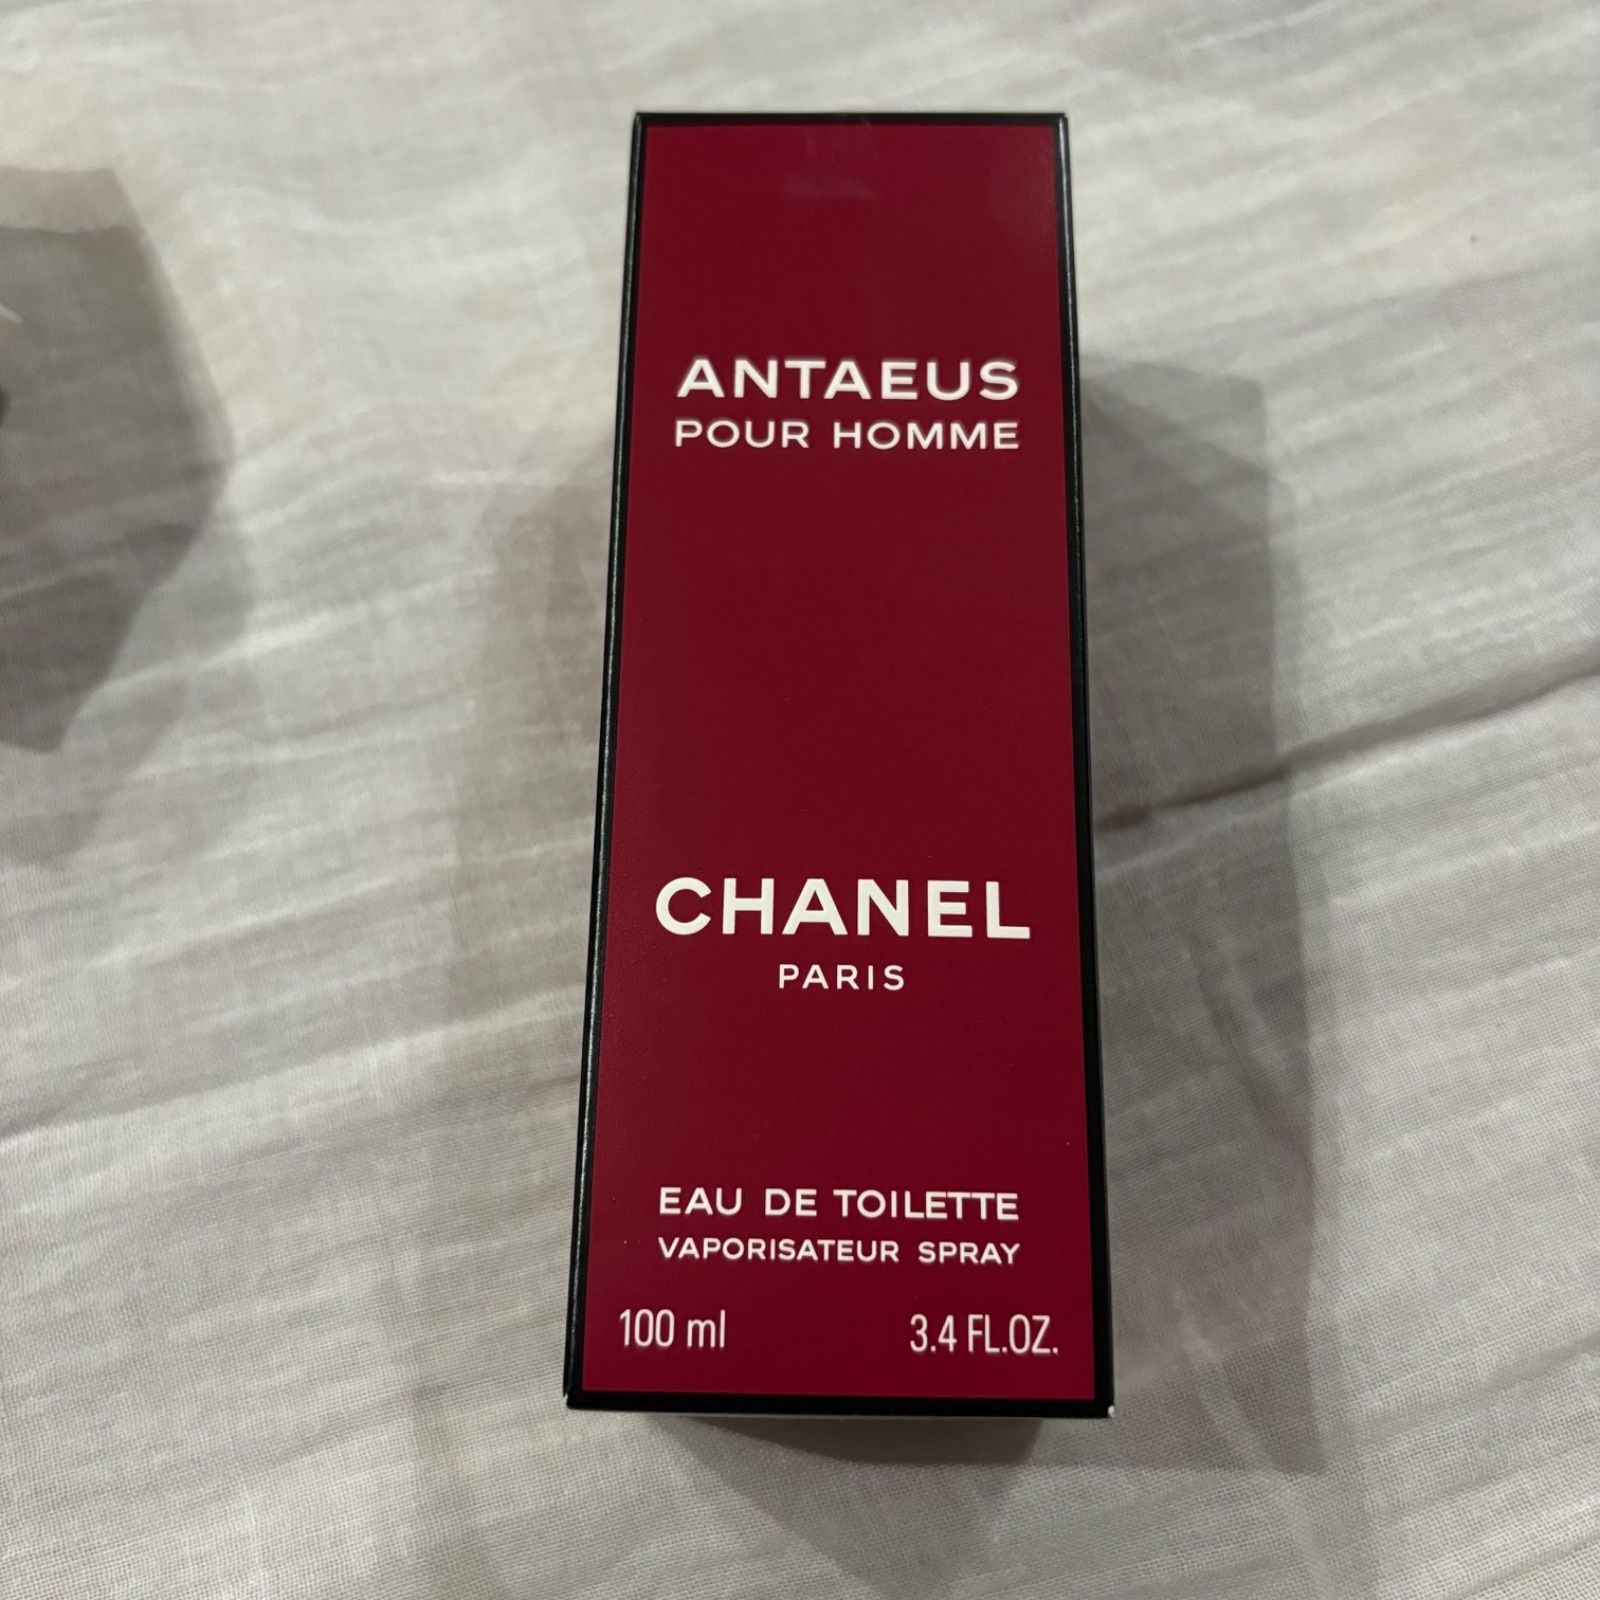 ANTAEUS
POUR HOMME
CHANEL
PARIS
EAU DE TOILETTE
VAPORISATEUR SPRAY
100 ml 3.4 FL.OZ.